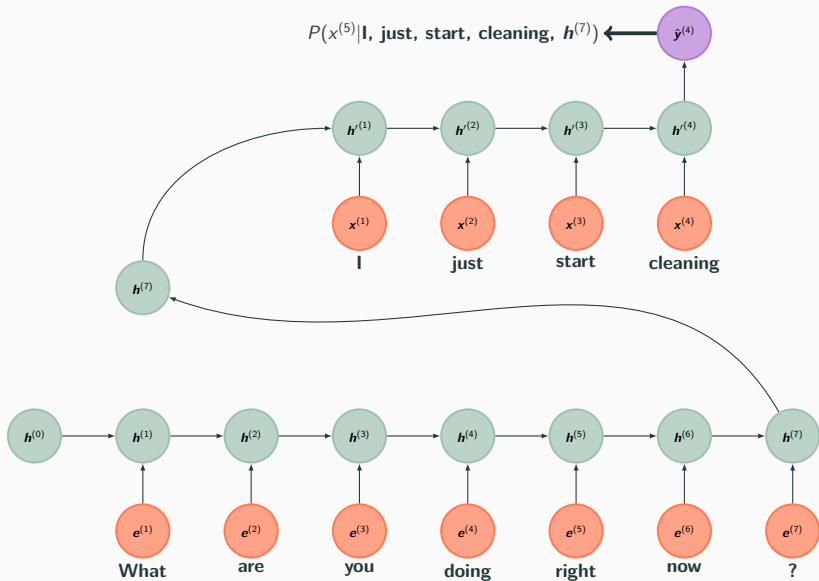 P(x^(5)|I, just, start, cleaning, h^(7))
ŷ^(4)
h′^(1) h′^(2) h′^(3) h′^(4)
x^(1) x^(2) x^(3) x^(4)
I just start cleaning
h^(7)
h^(0) h^(1) h^(2) h^(3) h^(4) h^(5) h^(6) h^(7)
e^(1) e^(2) e^(3) e^(4) e^(5) e^(6) e^(7)
What are you doing right now ?